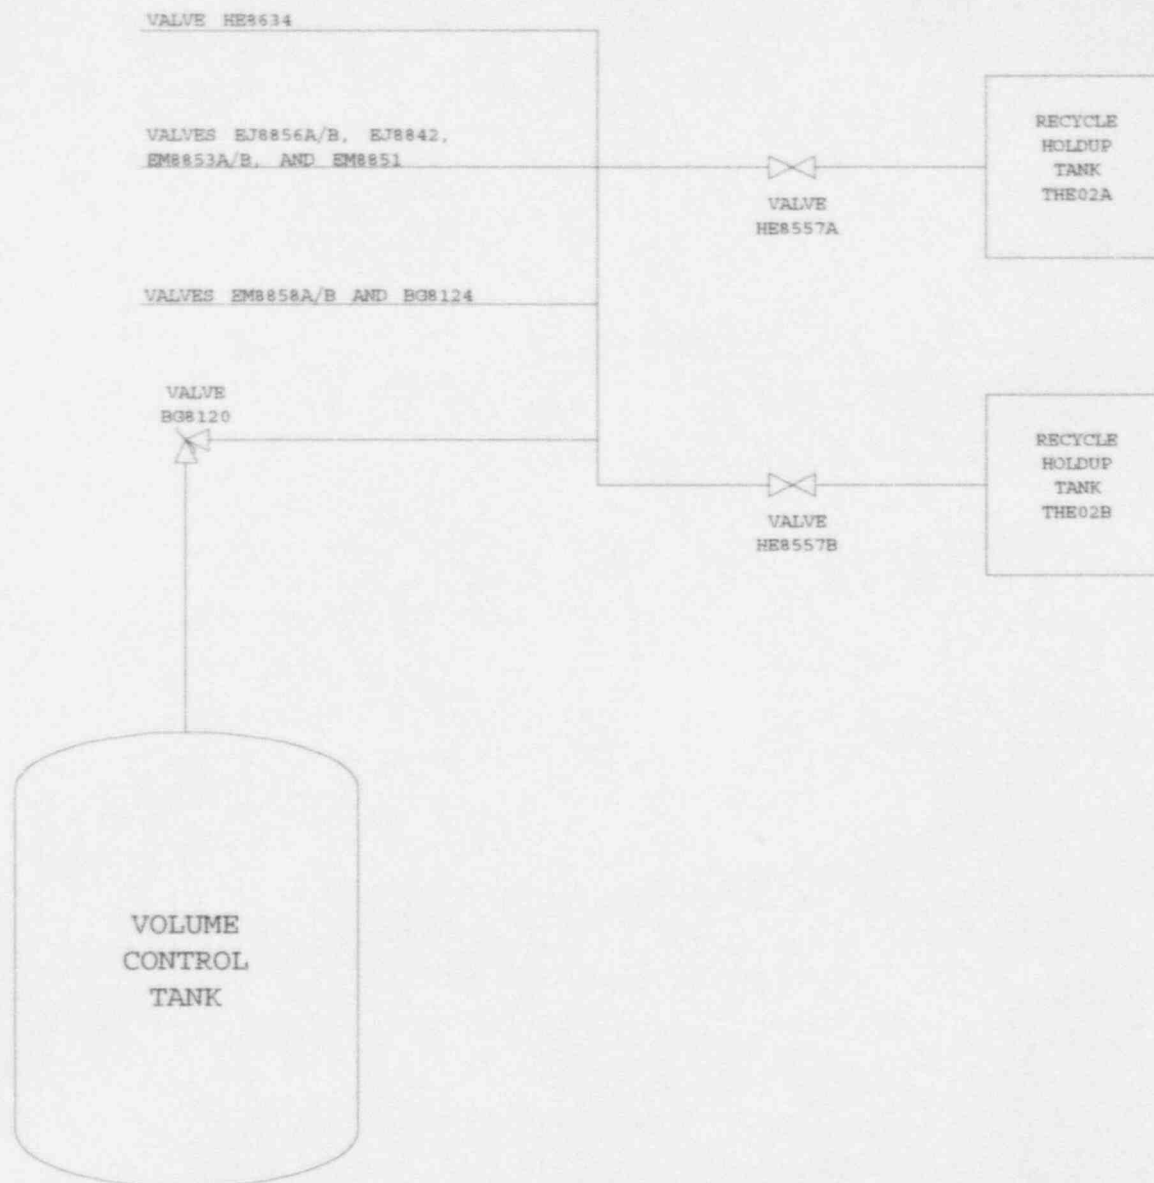 VALVE HE8634
VALVES EJ8856A/B, EJ8842,
EM8853A/B, AND EM8851
RECYCLE
HOLDUP
TANK
THE02A
VALVE
HE8557A
VALVES EM8858A/B AND BG8124
VALVE
BG8120
RECYCLE
HOLDUP
TANK
THE02B
VALVE
HE8557B
VOLUME
CONTROL
TANK